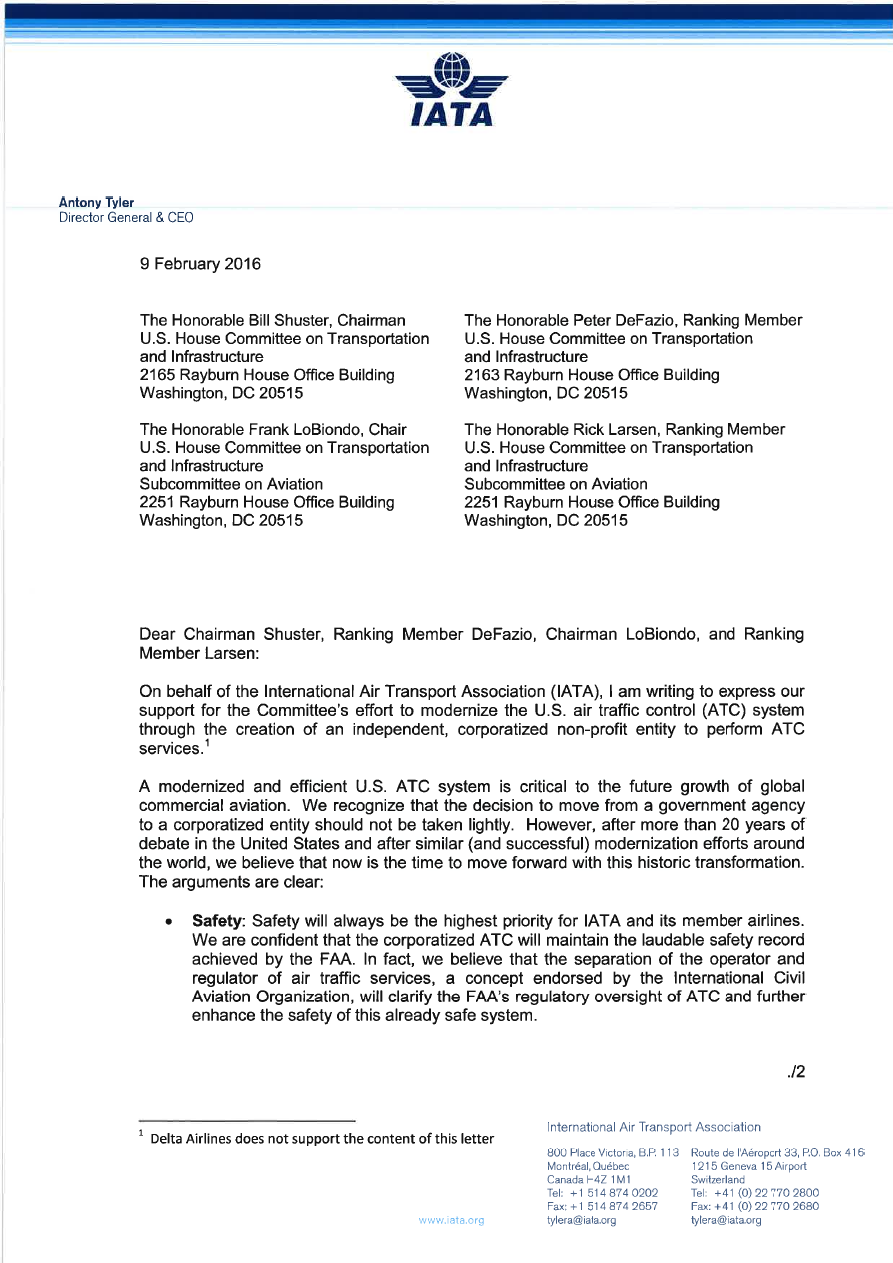 IATA
Antony Tyler
Director General & CEO
9 February 2016
The Honorable Bill Shuster, Chairman
U.S. House Committee on Transportation
and Infrastructure
2165 Rayburn House Office Building
Washington, DC 20515
The Honorable Peter DeFazio, Ranking Member
U.S. House Committee on Transportation
and Infrastructure
2163 Rayburn House Office Building
Washington, DC 20515
The Honorable Frank LoBiondo, Chair
U.S. House Committee on Transportation
and Infrastructure
Subcommittee on Aviation
2251 Rayburn House Office Building
Washington, DC 20515
The Honorable Rick Larsen, Ranking Member
U.S. House Committee on Transportation
and Infrastructure
Subcommittee on Aviation
2251 Rayburn House Office Building
Washington, DC 20515
Dear Chairman Shuster, Ranking Member DeFazio, Chairman LoBiondo, and Ranking
Member Larsen:
On behalf of the International Air Transport Association (IATA), I am writing to express our
support for the Committee's effort to modernize the U.S. air traffic control (ATC) system
through the creation of an independent, corporatized non-profit entity to perform ATC
services.¹
A modernized and efficient U.S. ATC system is critical to the future growth of global
commercial aviation. We recognize that the decision to move from a government agency
to a corporatized entity should not be taken lightly. However, after more than 20 years of
debate in the United States and after similar (and successful) modernization efforts around
the world, we believe that now is the time to move forward with this historic transformation.
The arguments are clear:
• Safety: Safety will always be the highest priority for IATA and its member airlines.
We are confident that the corporatized ATC will maintain the laudable safety record
achieved by the FAA. In fact, we believe that the separation of the operator and
regulator of air traffic services, a concept endorsed by the International Civil
Aviation Organization, will clarify the FAA's regulatory oversight of ATC and further
enhance the safety of this already safe system.
./2
¹ Delta Airlines does not support the content of this letter
www.iata.org
International Air Transport Association
800 Place Victoria, B.P. 113
Montréal, Québec
Canada H4Z 1M1
Tel: +1 514 874 0202
Fax: +1 514 874 2657
tylera@iata.org
Route de l'Aéroport 33, P.O. Box 416
1215 Geneva 15 Airport
Switzerland
Tel: +41 (0) 22 770 2800
Fax: +41 (0) 22 770 2680
tylera@iata.org